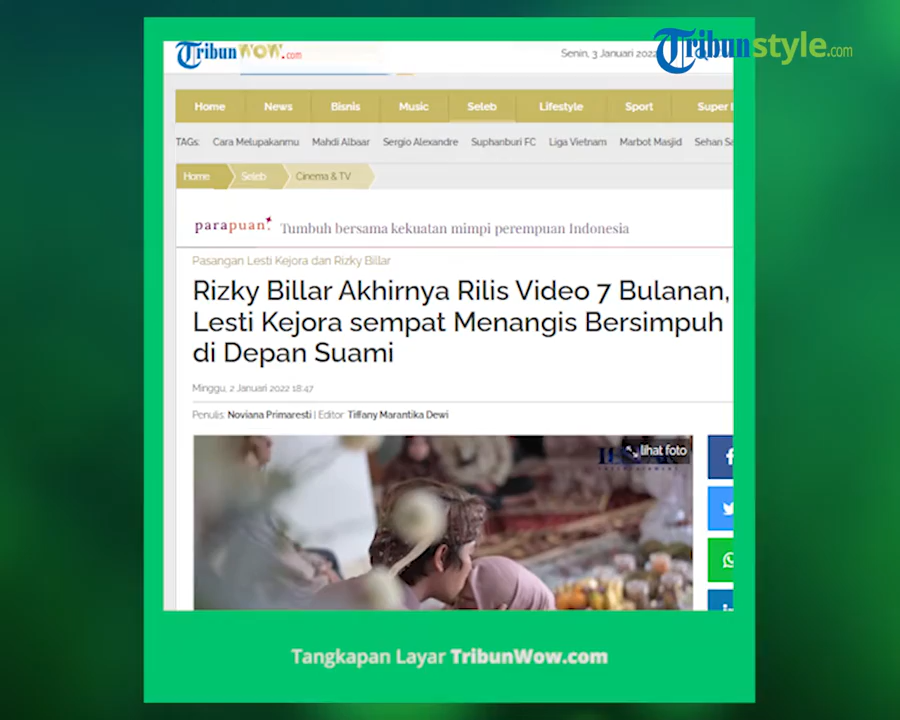 TribunWOW.com
Senin, 3 Januari 2022
Tribunstyle.com
Home News Bisnis Music Seleb Lifestyle Sport Super
TAGs: Cara Melupakanmu Mahdi Albaar Sergio Alexandre Suphanburi FC Liga Vietnam Marbot Masjid Sehan
Home Seleb Cinema & TV
parapuan Tumbuh bersama kekuatan mimpi perempuan Indonesia
Pasangan Lesti Kejora dan Rizky Billar
Rizky Billar Akhirnya Rilis Video 7 Bulanan,
Lesti Kejora sempat Menangis Bersimpuh
di Depan Suami
Minggu, 2 Januari 2022 18:47
Penulis: Noviana Primaresti | Editor: Tiffany Marantika Dewi
lihat foto
Tangkapan Layar TribunWow.com